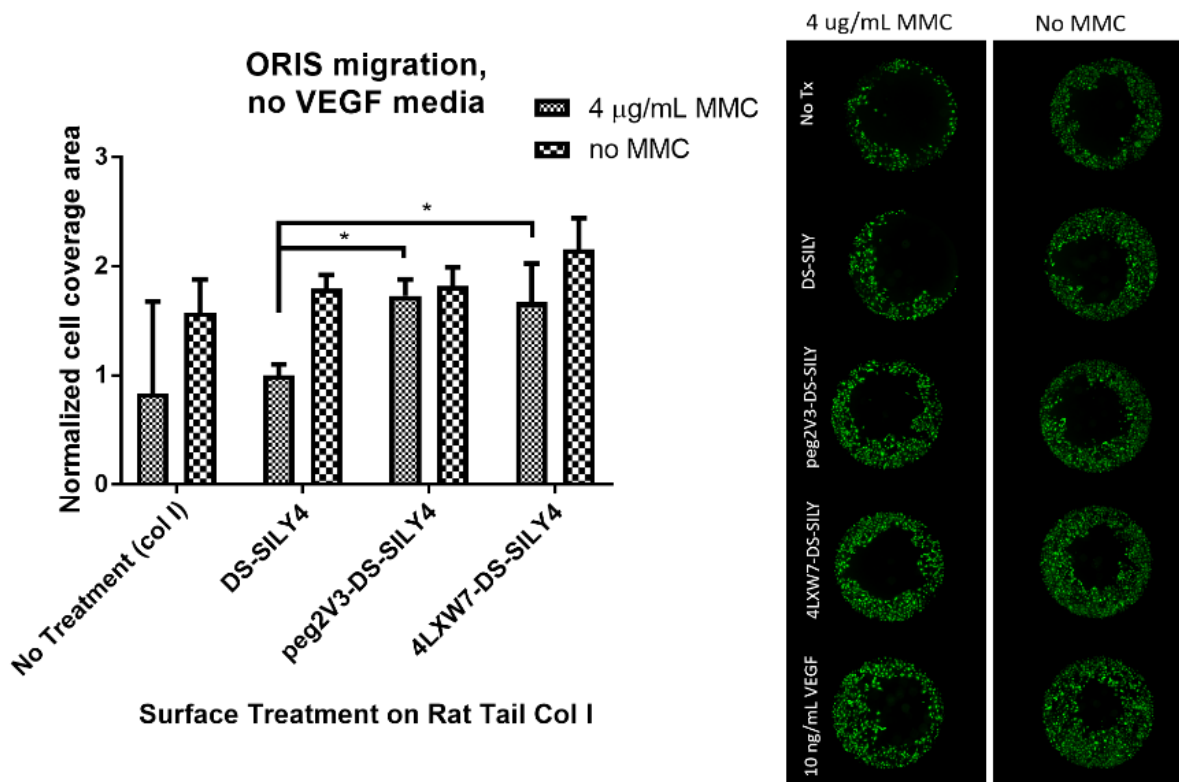 ORIS migration,
no VEGF media
4 μg/mL MMC
no MMC
Normalized cell coverage area
3
2
1
0
*
*
No Treatment (col I)
DS-SILY4
peg2V3-DS-SILY4
4LXW7-DS-SILY4
Surface Treatment on Rat Tail Col I
4 ug/mL MMC
No MMC
No Tx
DS-SILY
peg2V3-DS-SILY
4LXW7-DS-SILY
10 ng/mL VEGF